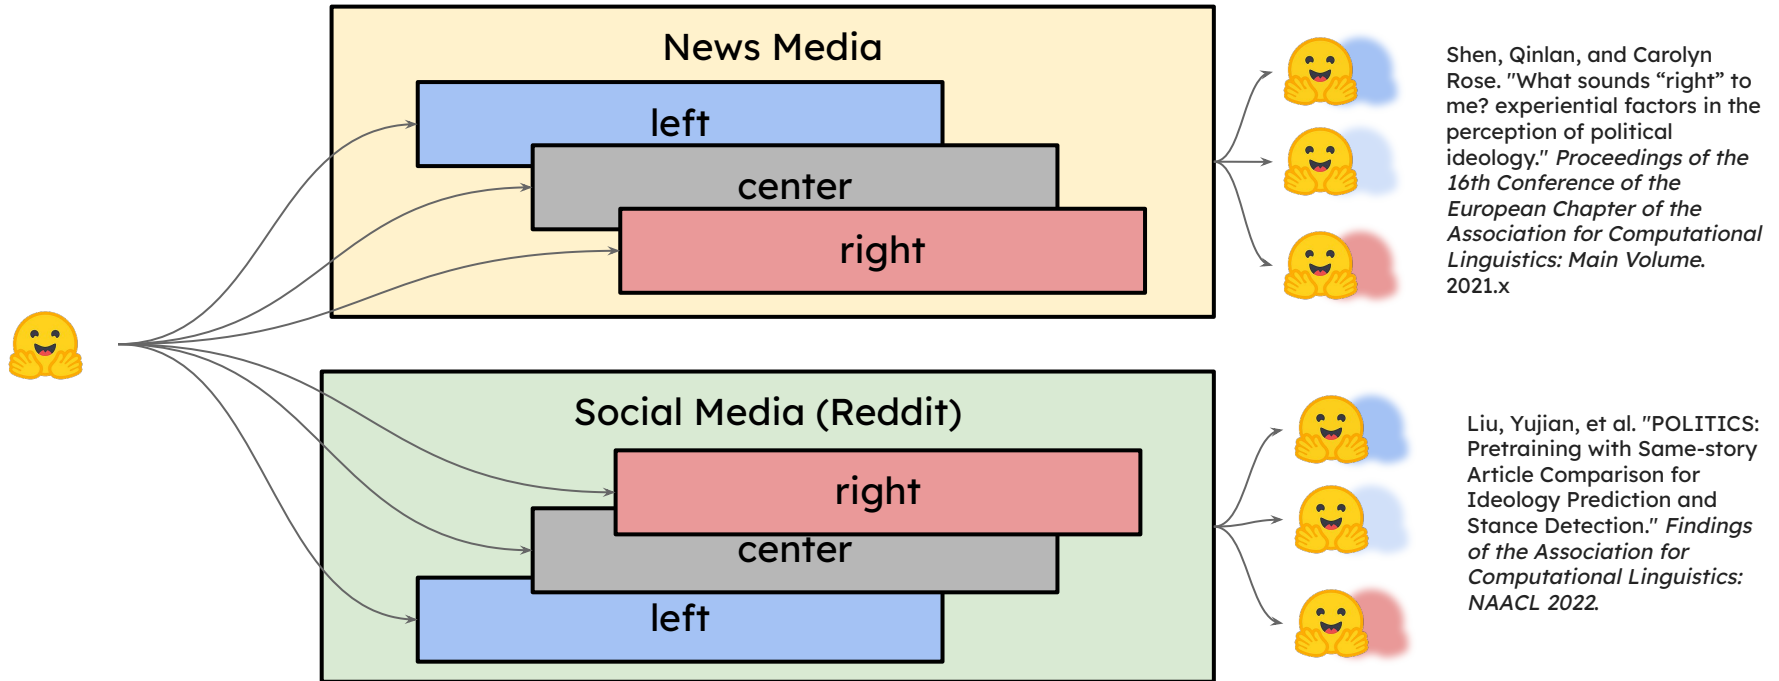 News Media
left
center
right
Shen, Qinlan, and Carolyn
Rose. "What sounds “right” to
me? experiential factors in the
perception of political
ideology." Proceedings of the
16th Conference of the
European Chapter of the
Association for Computational
Linguistics: Main Volume.
2021.x
Social Media (Reddit)
right
center
left
Liu, Yujian, et al. "POLITICS:
Pretraining with Same-story
Article Comparison for
Ideology Prediction and
Stance Detection." Findings
of the Association for
Computational Linguistics:
NAACL 2022.